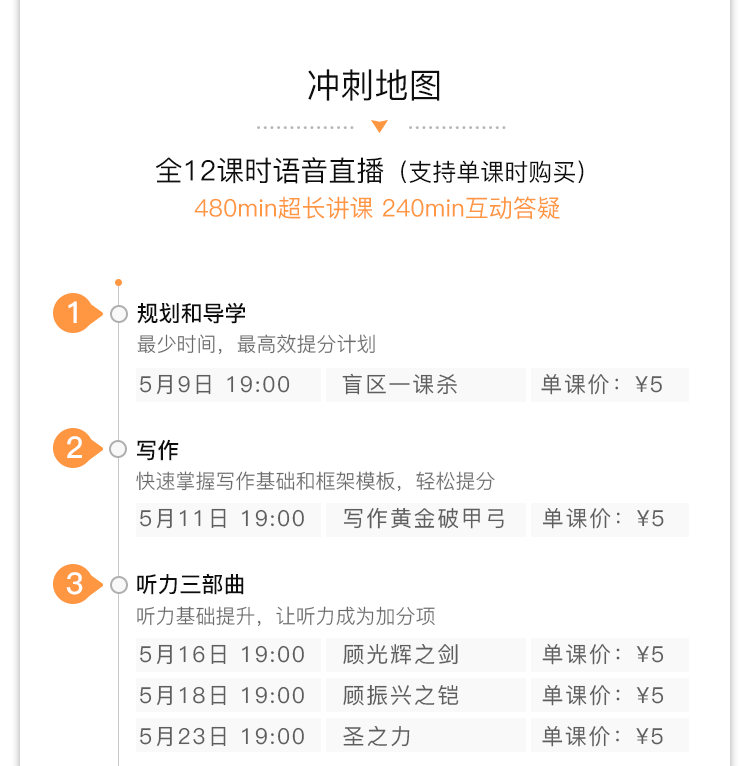 冲刺地图
全12课时语音直播（支持单课时购买）
480min超长讲课 240min互动答疑
1 规划和导学
最少时间，最高效提分计划
5月9日 19:00 盲区一课杀 单课价：¥5
2 写作
快速掌握写作基础和框架模板，轻松提分
5月11日 19:00 写作黄金破甲弓 单课价：¥5
3 听力三部曲
听力基础提升，让听力成为加分项
5月16日 19:00 顾光辉之剑 单课价：¥5
5月18日 19:00 顾振兴之铠 单课价：¥5
5月23日 19:00 圣之力 单课价：¥5